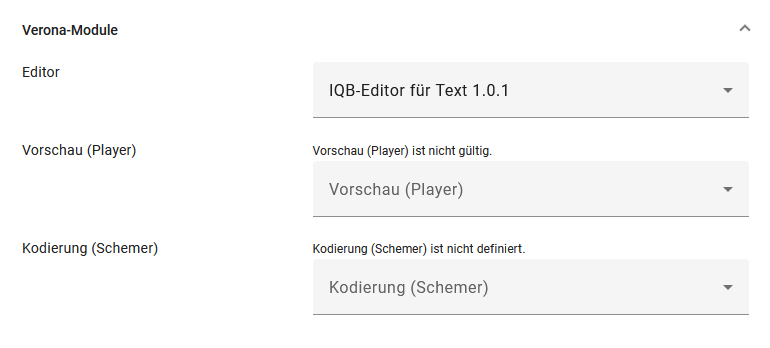 Verona-Module
Editor
IQB-Editor für Text 1.0.1
Vorschau (Player)
Vorschau (Player) ist nicht gültig.
Vorschau (Player)
Kodierung (Schemer)
Kodierung (Schemer) ist nicht definiert.
Kodierung (Schemer)